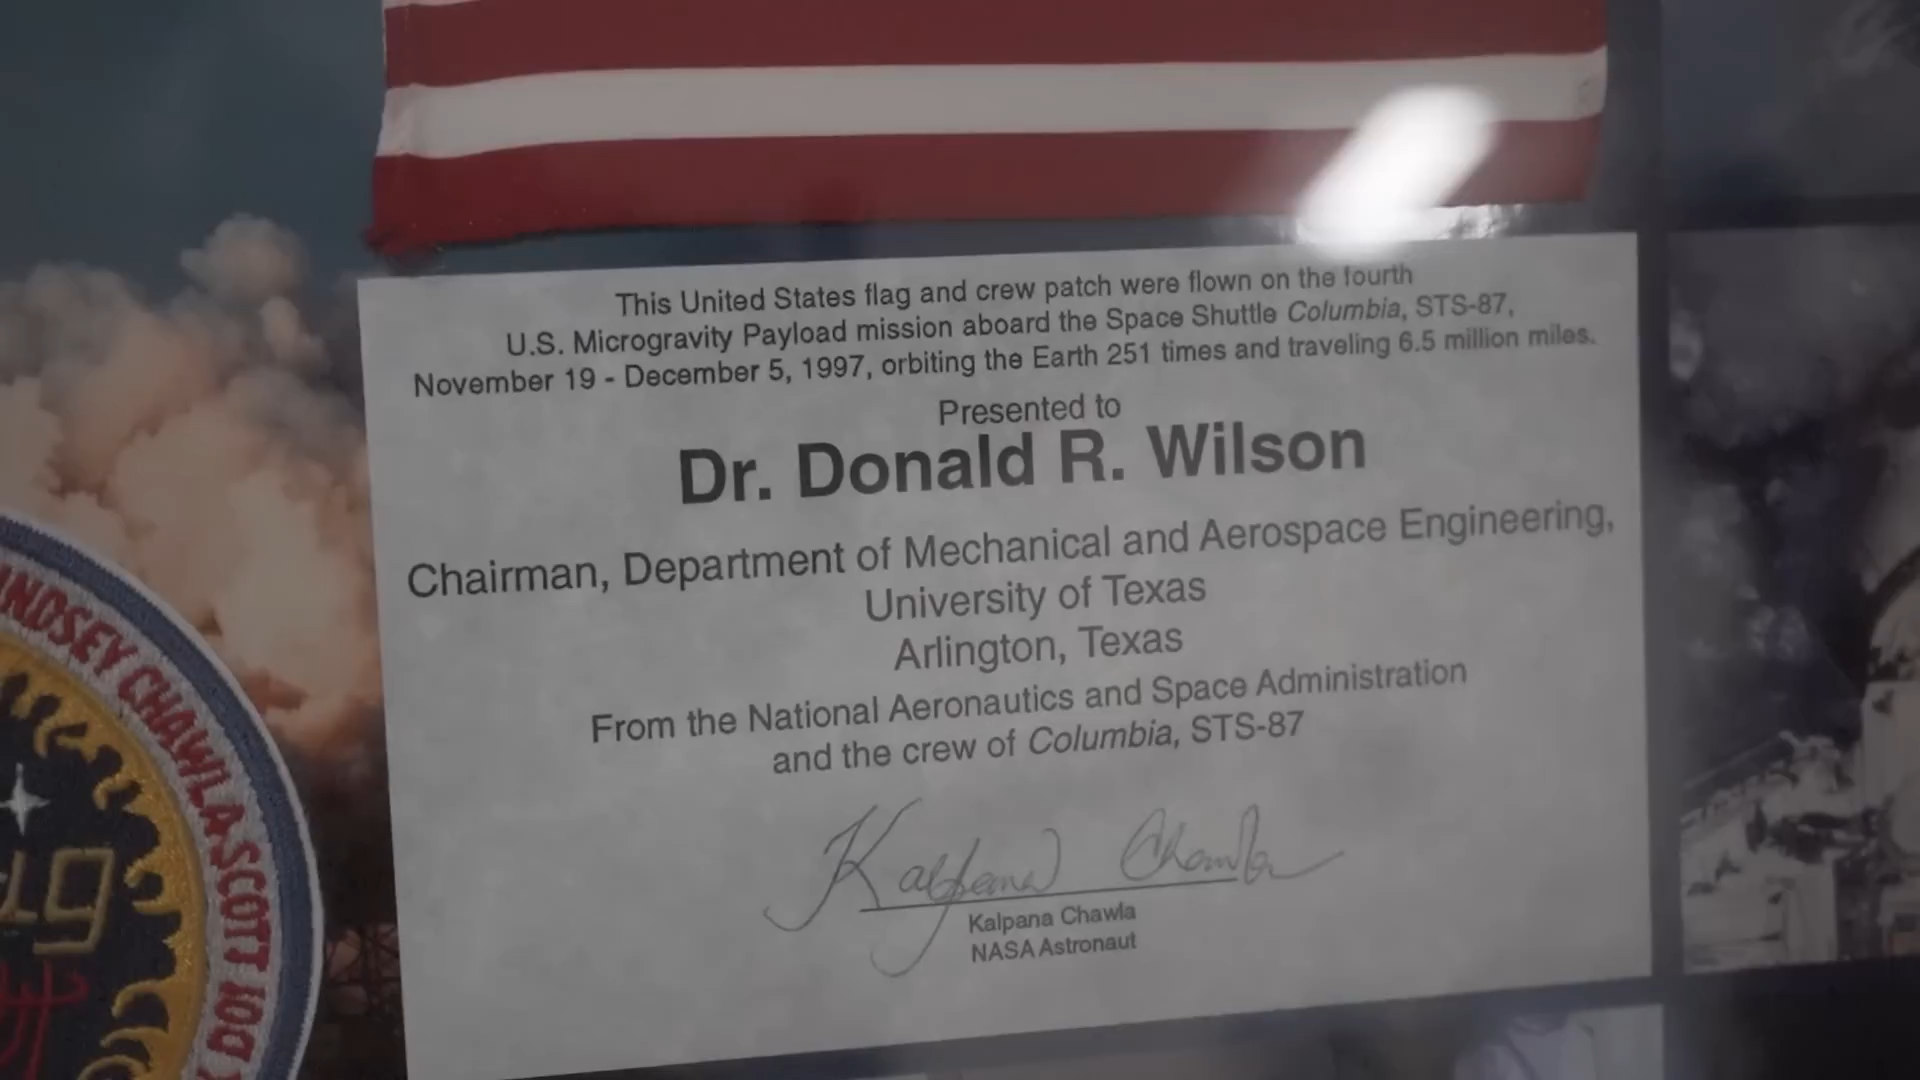 This United States flag and crew patch were flown on the fourth
U.S. Microgravity Payload mission aboard the Space Shuttle Columbia, STS-87,
November 19 - December 5, 1997, orbiting the Earth 251 times and traveling 6.5 million miles.
Presented to
Dr. Donald R. Wilson
Chairman, Department of Mechanical and Aerospace Engineering,
University of Texas
Arlington, Texas
From the National Aeronautics and Space Administration
and the crew of Columbia, STS-87
Kalpana Chawla
Kalpana Chawla
NASA Astronaut
INDSEY CHAWLA SCOTT DOI